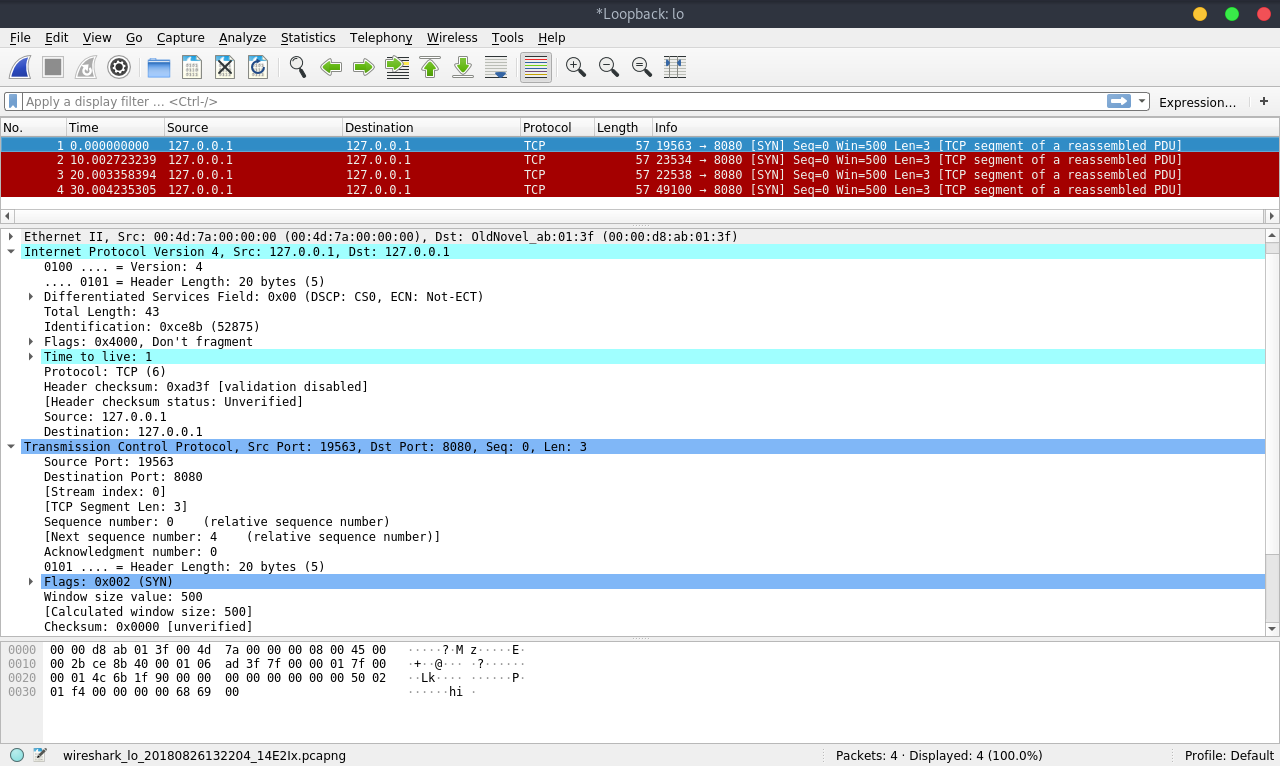 *Loopback: lo
File Edit View Go Capture Analyze Statistics Telephony Wireless Tools Help
Apply a display filter ... <Ctrl-/> Expression... +
No. Time Source Destination Protocol Length Info
1 0.000000000 127.0.0.1 127.0.0.1 TCP 57 19563 → 8080 [SYN] Seq=0 Win=500 Len=3 [TCP segment of a reassembled PDU]
2 10.002723239 127.0.0.1 127.0.0.1 TCP 57 23534 → 8080 [SYN] Seq=0 Win=500 Len=3 [TCP segment of a reassembled PDU]
3 20.003358394 127.0.0.1 127.0.0.1 TCP 57 22538 → 8080 [SYN] Seq=0 Win=500 Len=3 [TCP segment of a reassembled PDU]
4 30.004235305 127.0.0.1 127.0.0.1 TCP 57 49100 → 8080 [SYN] Seq=0 Win=500 Len=3 [TCP segment of a reassembled PDU]
Ethernet II, Src: 00:4d:7a:00:00:00 (00:4d:7a:00:00:00), Dst: OldNovel_ab:01:3f (00:00:d8:ab:01:3f)
Internet Protocol Version 4, Src: 127.0.0.1, Dst: 127.0.0.1
0100 .... = Version: 4
.... 0101 = Header Length: 20 bytes (5)
Differentiated Services Field: 0x00 (DSCP: CS0, ECN: Not-ECT)
Total Length: 43
Identification: 0xce8b (52875)
Flags: 0x4000, Don't fragment
Time to live: 1
Protocol: TCP (6)
Header checksum: 0xad3f [validation disabled]
[Header checksum status: Unverified]
Source: 127.0.0.1
Destination: 127.0.0.1
Transmission Control Protocol, Src Port: 19563, Dst Port: 8080, Seq: 0, Len: 3
Source Port: 19563
Destination Port: 8080
[Stream index: 0]
[TCP Segment Len: 3]
Sequence number: 0 (relative sequence number)
[Next sequence number: 4 (relative sequence number)]
Acknowledgment number: 0
0101 .... = Header Length: 20 bytes (5)
Flags: 0x002 (SYN)
Window size value: 500
[Calculated window size: 500]
Checksum: 0x0000 [unverified]
0000 00 00 d8 ab 01 3f 00 4d 7a 00 00 00 08 00 45 00 ·····?·M z·····E·
0010 00 2b ce 8b 40 00 01 06 ad 3f 7f 00 00 01 7f 00 ·+··@··· ·?······
0020 00 01 4c 6b 1f 90 00 00 00 00 00 00 00 00 50 02 ··Lk···· ······P·
0030 01 f4 00 00 00 00 68 69 00 ······hi ·
wireshark_lo_20180826132204_14E2Ix.pcapng Packets: 4 · Displayed: 4 (100.0%) Profile: Default